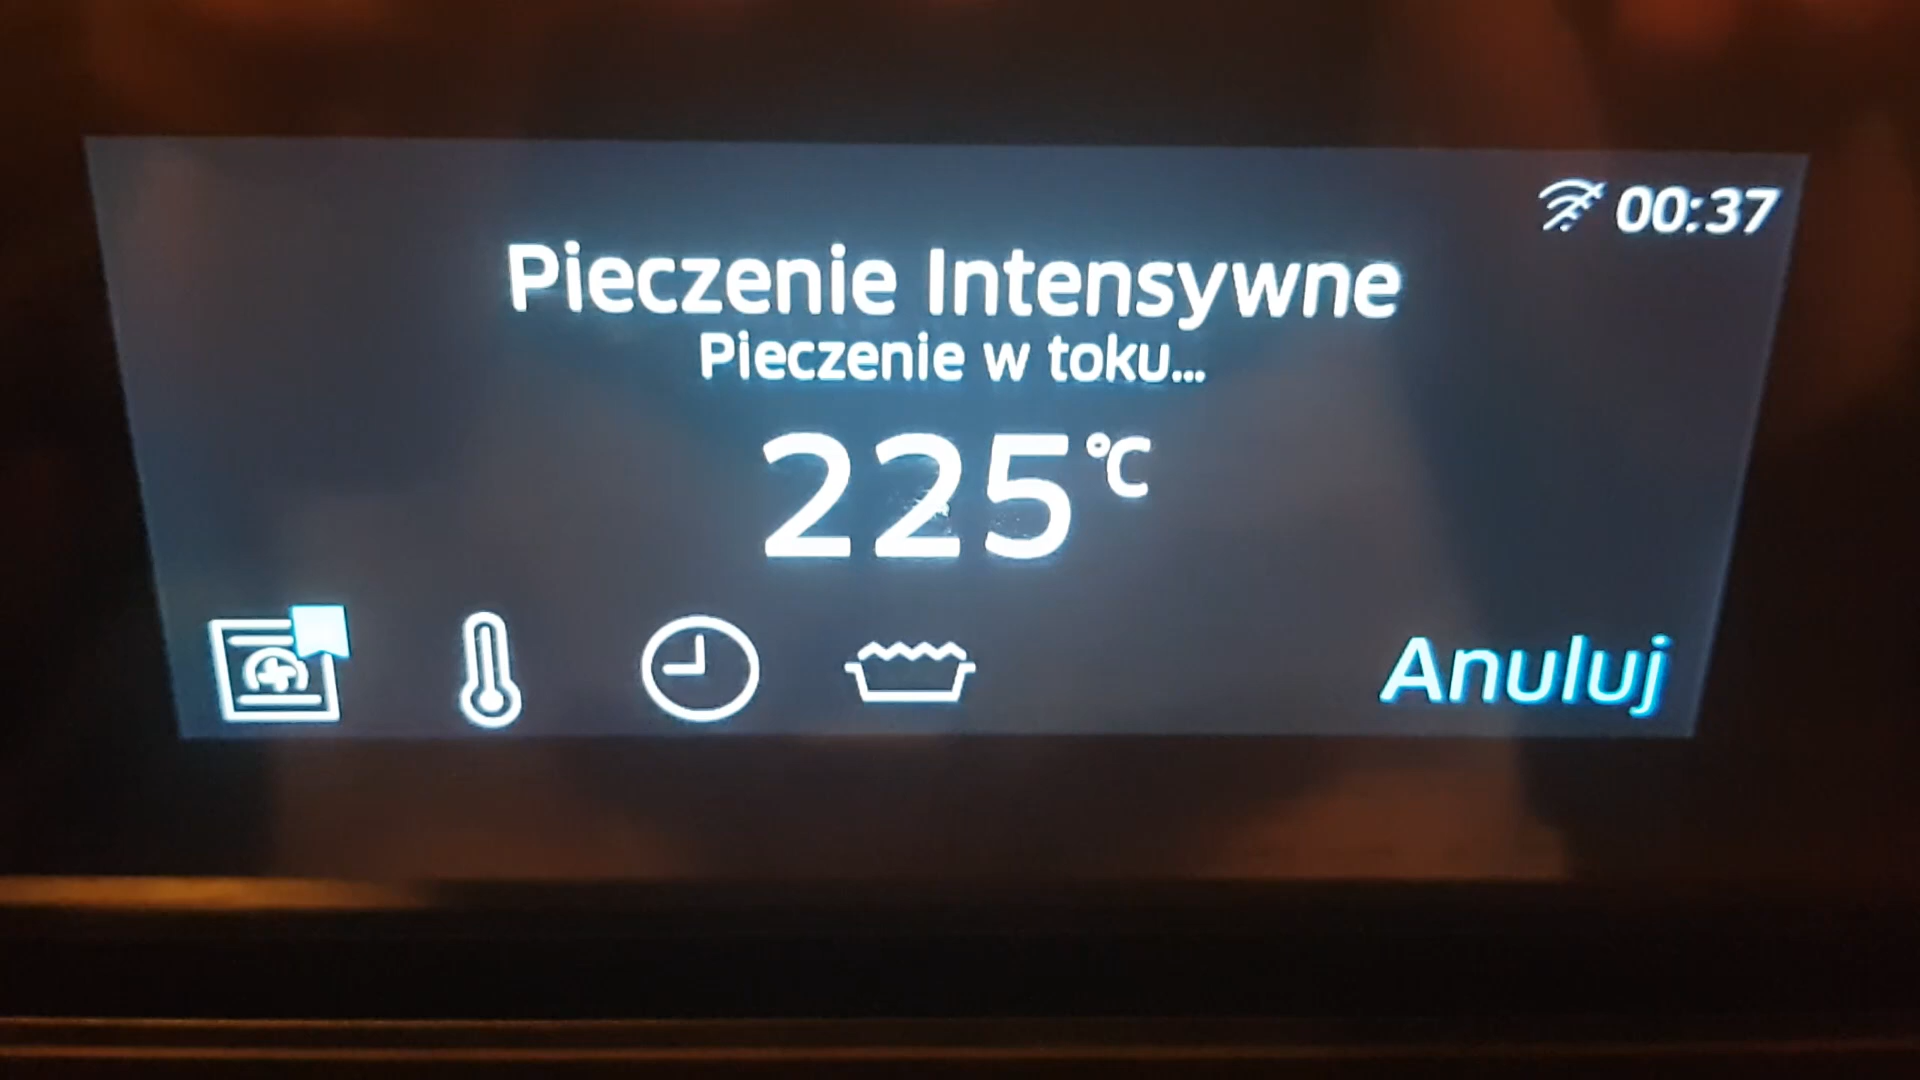 00:37
Pieczenie Intensywne
Pieczenie w toku...
225°C
Anuluj